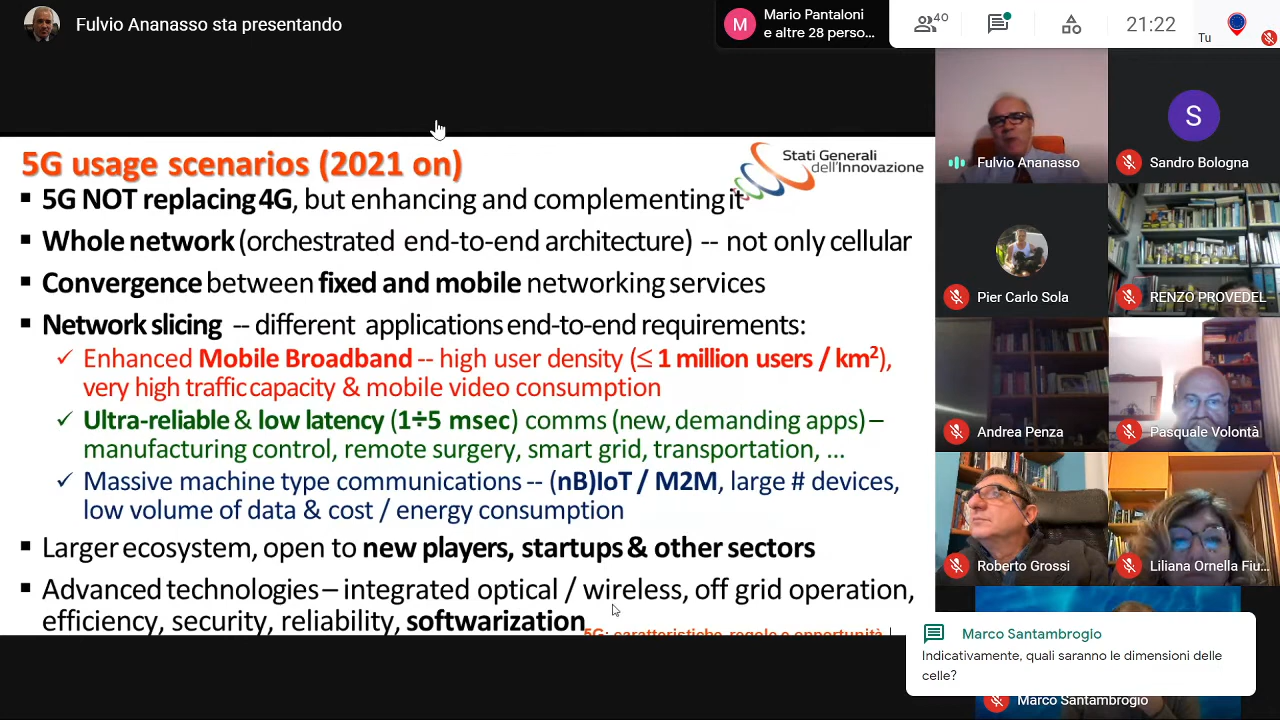 Fulvio Ananasso sta presentando
M
Mario Pantaloni
e altre 28 perso...
40
21:22
Tu
5G usage scenarios (2021 on)
Stati Generali
dell'Innovazione
▪ 5G NOT replacing 4G, but enhancing and complementing it
▪ Whole network (orchestrated end-to-end architecture) -- not only cellular
▪ Convergence between fixed and mobile networking services
▪ Network slicing -- different applications end-to-end requirements:
✓ Enhanced Mobile Broadband -- high user density (≤ 1 million users / km²),
very high traffic capacity & mobile video consumption
✓ Ultra-reliable & low latency (1÷5 msec) comms (new, demanding apps) –
manufacturing control, remote surgery, smart grid, transportation, ...
✓ Massive machine type communications -- (nB)IoT / M2M, large # devices,
low volume of data & cost / energy consumption
▪ Larger ecosystem, open to new players, startups & other sectors
▪ Advanced technologies – integrated optical / wireless, off grid operation,
efficiency, security, reliability, softwarization
5G: caratteristiche, regole e opportunità |
Fulvio Ananasso
S
Sandro Bologna
Pier Carlo Sola
RENZO PROVEDEL
Andrea Penza
Pasquale Volontà
Roberto Grossi
Liliana Ornella Fiu...
Marco Santambrogio
Indicativamente, quali saranno le dimensioni delle
celle?
Marco Santambrogio